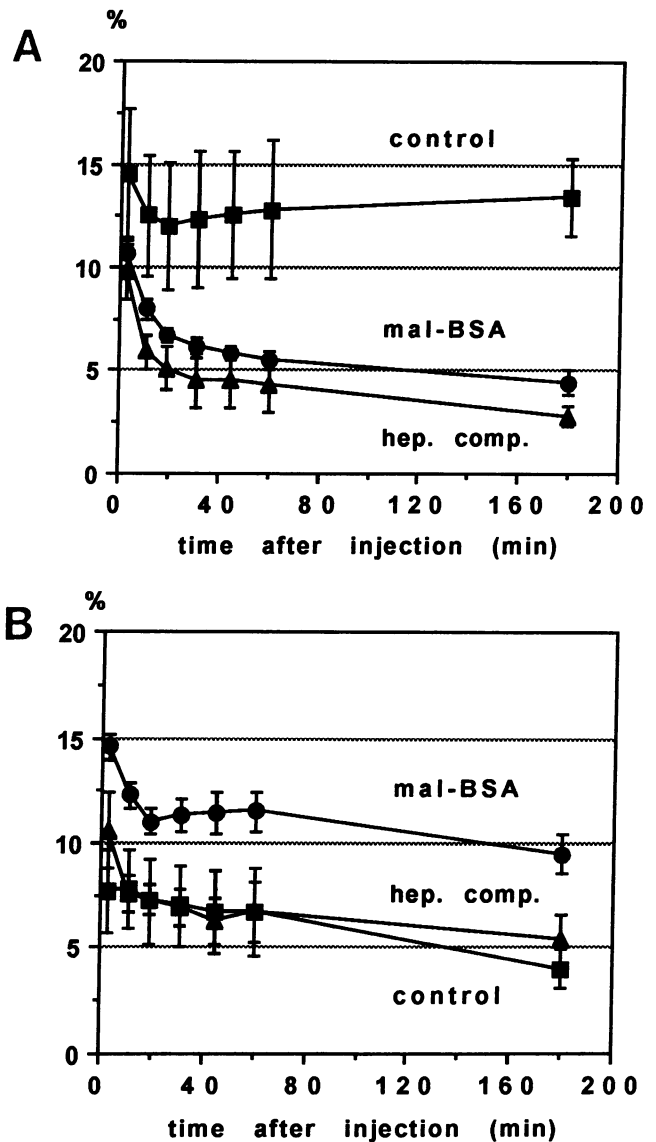 %
A
20
15
control
10
mal-BSA
5
hep. comp.
0
0 40 80 120 160 200
time after injection (min)
%
B
20
15
mal-BSA
10
hep. comp.
5
control
0
0 40 80 120 160 200
time after injection (min)